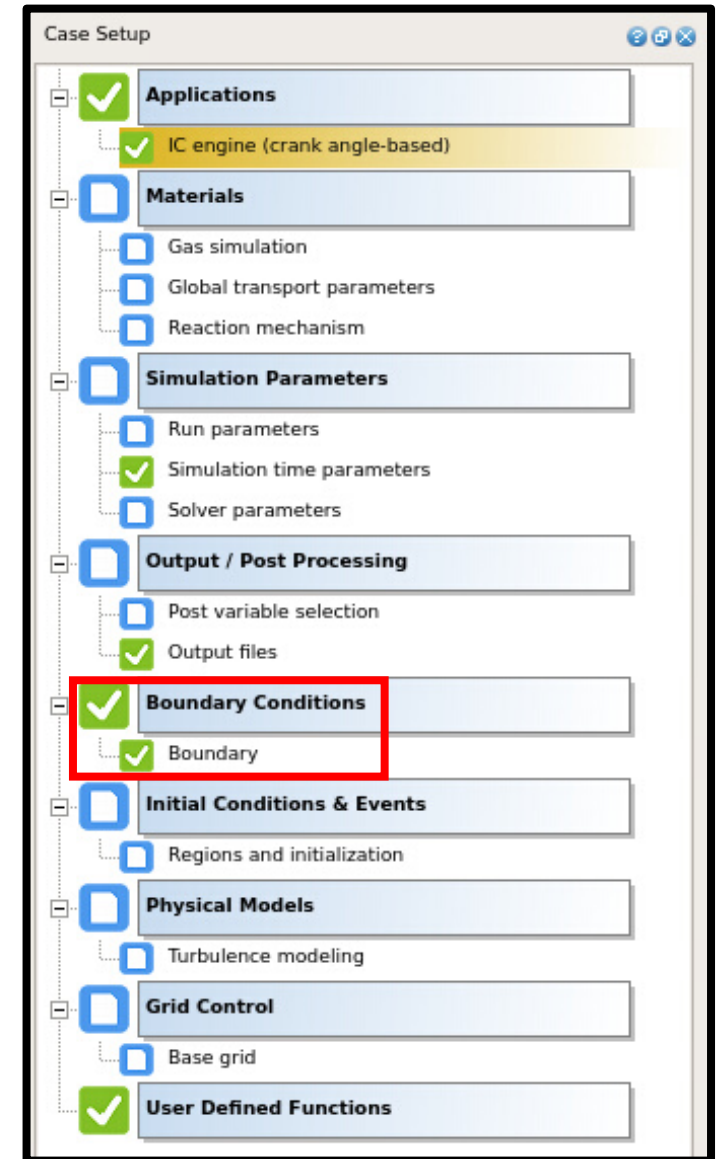 Case Setup
Applications
IC engine (crank angle-based)
Materials
Gas simulation
Global transport parameters
Reaction mechanism
Simulation Parameters
Run parameters
Simulation time parameters
Solver parameters
Output / Post Processing
Post variable selection
Output files
Boundary Conditions
Boundary
Initial Conditions & Events
Regions and initialization
Physical Models
Turbulence modeling
Grid Control
Base grid
User Defined Functions